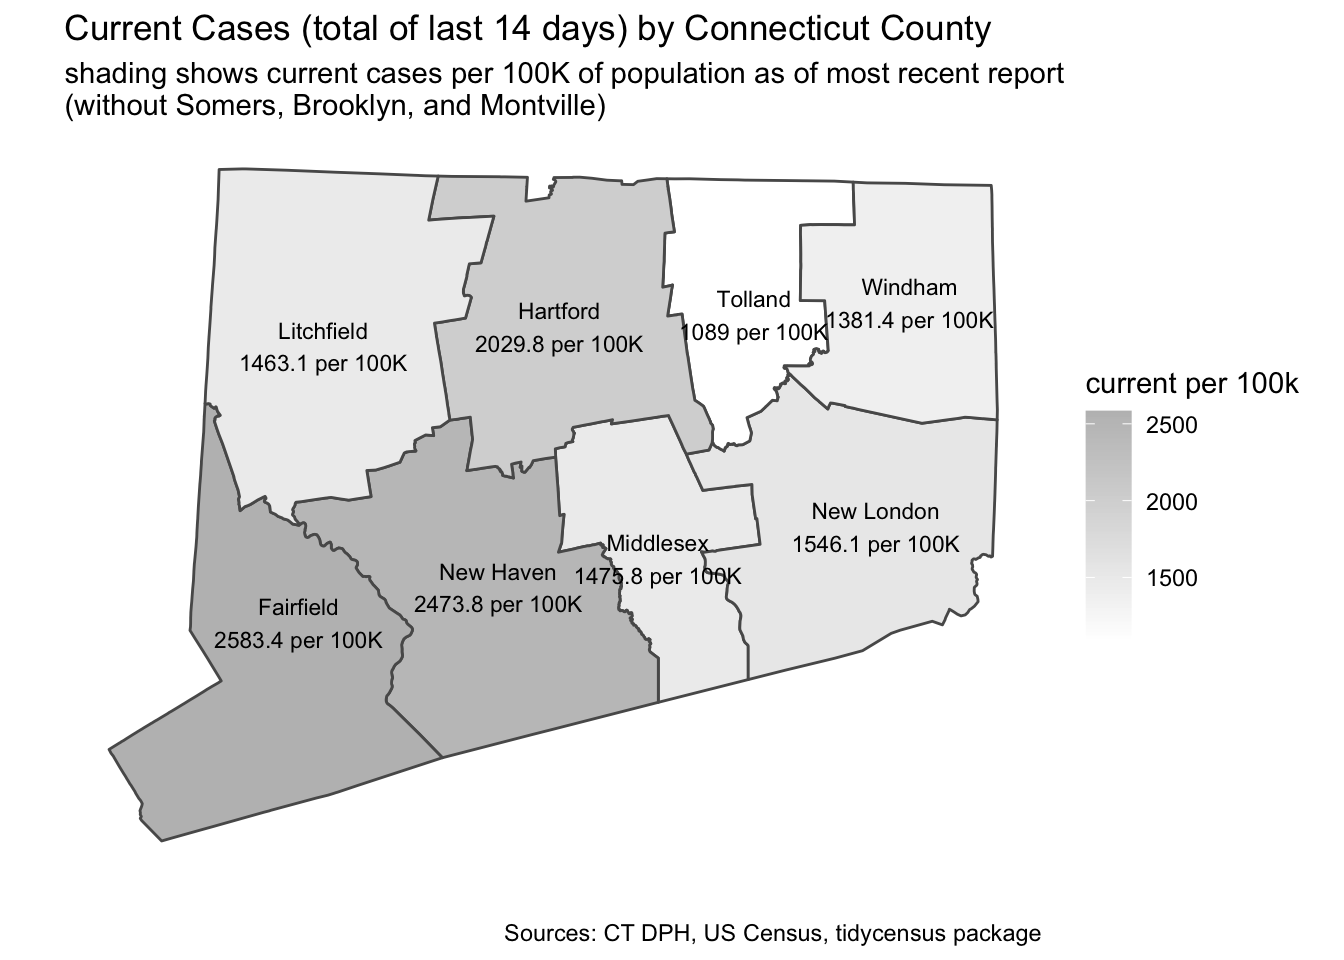 Current Cases (total of last 14 days) by Connecticut County
shading shows current cases per 100K of population as of most recent report
(without Somers, Brooklyn, and Montville)
Litchfield
1463.1 per 100K
Hartford
2029.8 per 100K
Tolland
1089 per 100K
Windham
1381.4 per 100K
New London
1546.1 per 100K
Middlesex
1475.8 per 100K
New Haven
2473.8 per 100K
Fairfield
2583.4 per 100K
current per 100k
2500
2000
1500
Sources: CT DPH, US Census, tidycensus package